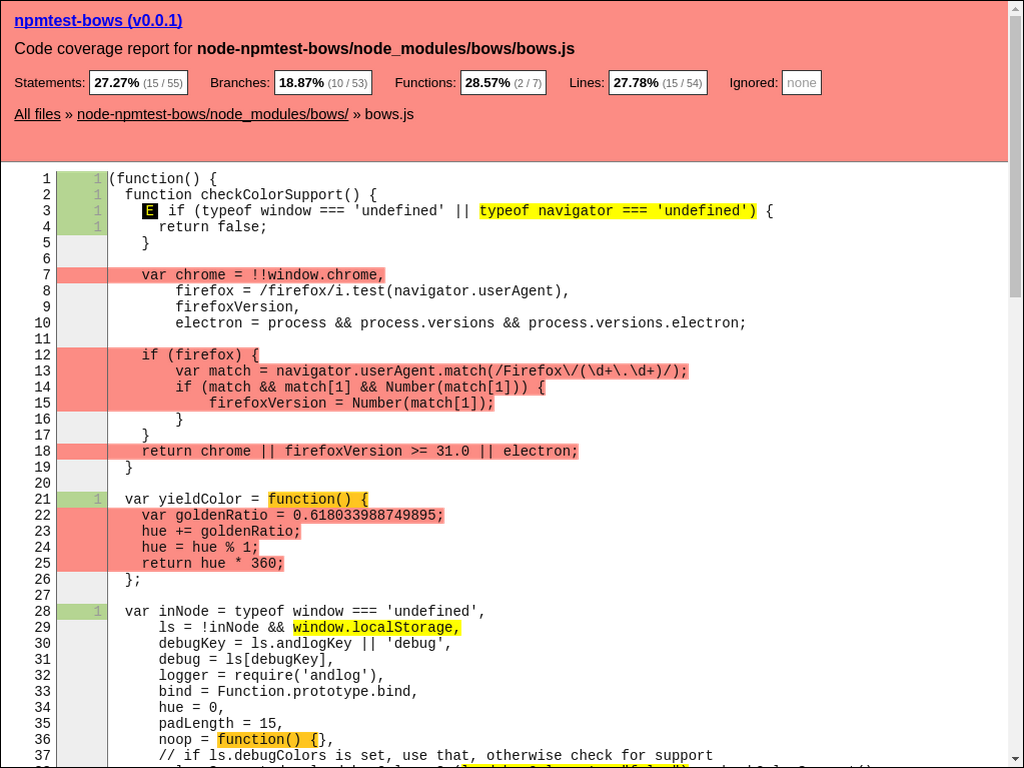 npmtest-bows (v0.0.1)
Code coverage report for node-npmtest-bows/node_modules/bows/bows.js
Statements: 27.27% (15 / 55) Branches: 18.87% (10 / 53) Functions: 28.57% (2 / 7) Lines: 27.78% (15 / 54) Ignored: none
All files » node-npmtest-bows/node_modules/bows/ » bows.js
1 1 (function() {
2 1 function checkColorSupport() {
3 1 E if (typeof window === 'undefined' || typeof navigator === 'undefined') {
4 1 return false;
5 }
6
7 var chrome = !!window.chrome,
8 firefox = /firefox/i.test(navigator.userAgent),
9 firefoxVersion,
10 electron = process && process.versions && process.versions.electron;
11
12 if (firefox) {
13 var match = navigator.userAgent.match(/Firefox\/(\d+\.\d+)/);
14 if (match && match[1] && Number(match[1])) {
15 firefoxVersion = Number(match[1]);
16 }
17 }
18 return chrome || firefoxVersion >= 31.0 || electron;
19 }
20
21 1 var yieldColor = function() {
22 var goldenRatio = 0.618033988749895;
23 hue += goldenRatio;
24 hue = hue % 1;
25 return hue * 360;
26 };
27
28 1 var inNode = typeof window === 'undefined',
29 ls = !inNode && window.localStorage,
30 debugKey = ls.andlogKey || 'debug',
31 debug = ls[debugKey],
32 logger = require('andlog'),
33 bind = Function.prototype.bind,
34 hue = 0,
35 padLength = 15,
36 noop = function() {},
37 // if ls.debugColors is set, use that, otherwise check for support